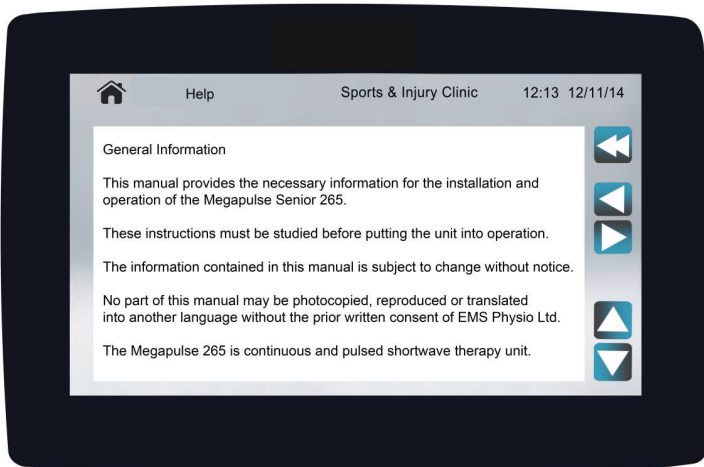 Help
Sports & Injury Clinic
12:13 12/11/14
General Information
This manual provides the necessary information for the installation and
operation of the Megapulse Senior 265.
These instructions must be studied before putting the unit into operation.
The information contained in this manual is subject to change without notice.
No part of this manual may be photocopied, reproduced or translated
into another language without the prior written consent of EMS Physio Ltd.
The Megapulse 265 is continuous and pulsed shortwave therapy unit.